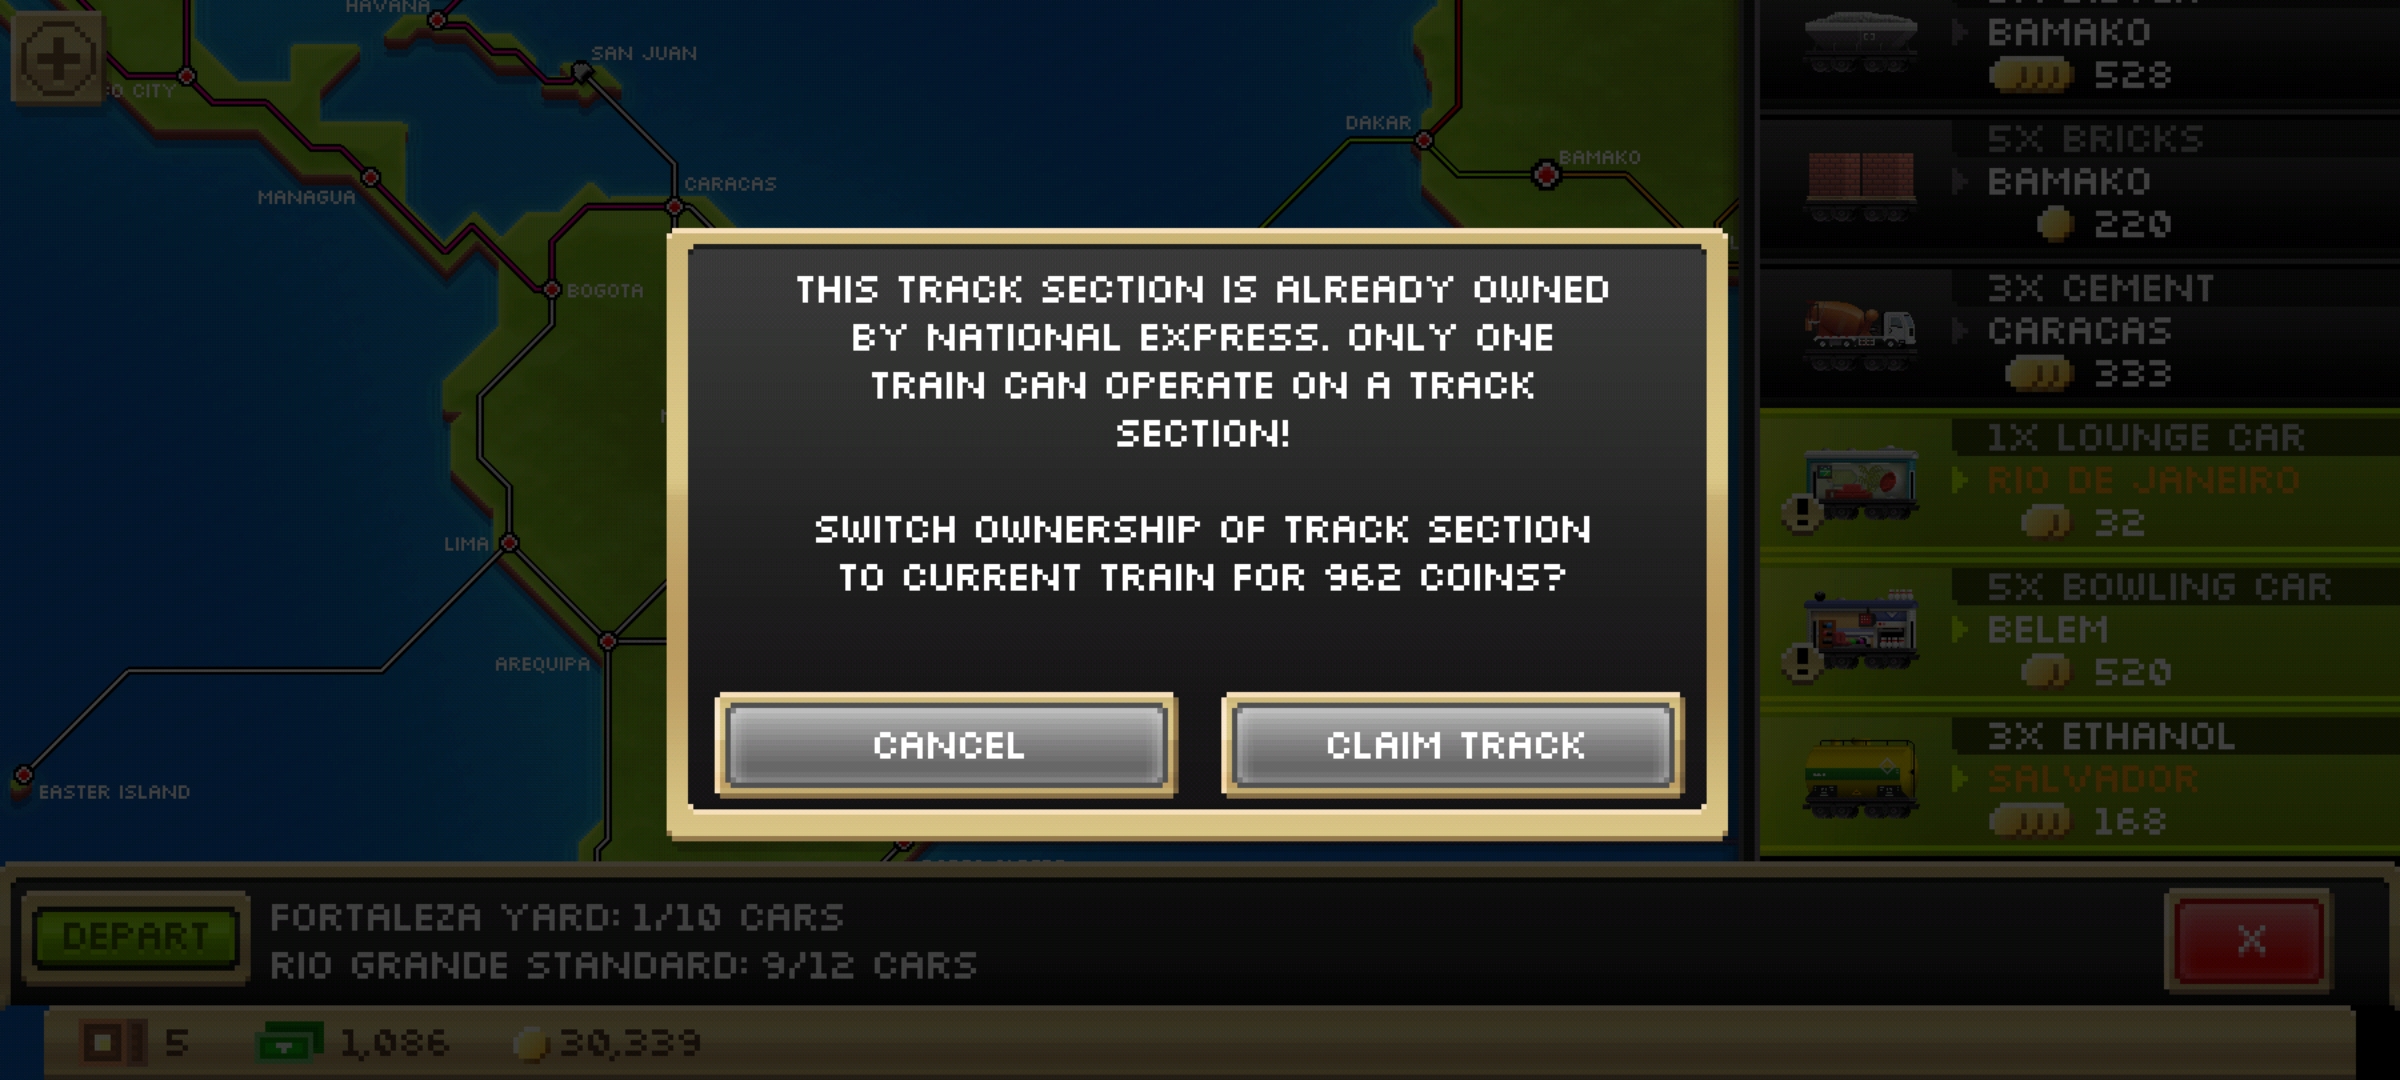 HAVANA
SAN JUAN
O CITY
MANAGUA
CARACAS
BOGOTA
LIMA
AREQUIPA
EASTER ISLAND
DAKAR
BAMAKO
THIS TRACK SECTION IS ALREADY OWNED
BY NATIONAL EXPRESS. ONLY ONE
TRAIN CAN OPERATE ON A TRACK
SECTION!
SWITCH OWNERSHIP OF TRACK SECTION
TO CURRENT TRAIN FOR 962 COINS?
CANCEL
CLAIM TRACK
BAMAKO
528
5X BRICKS
BAMAKO
220
3X CEMENT
CARACAS
333
1X LOUNGE CAR
RIO DE JANEIRO
32
5X BOWLING CAR
BELEM
520
3X ETHANOL
SALVADOR
168
DEPART
FORTALEZA YARD: 1/10 CARS
RIO GRANDE STANDARD: 9/12 CARS
X
5
1,086
30,339